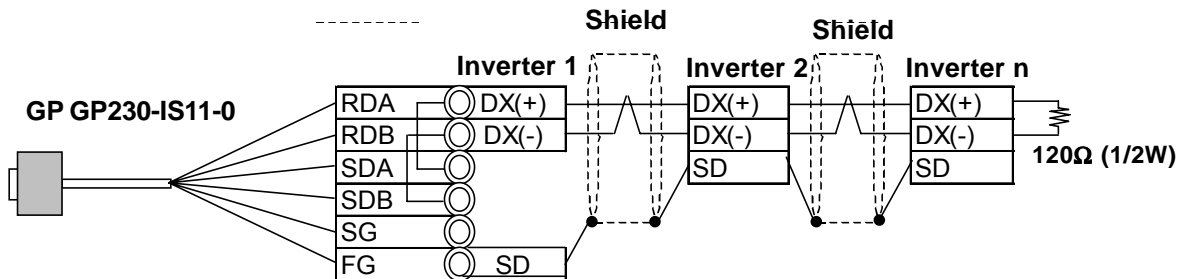 Shield
Shield
Inverter 1
Inverter 2
Inverter n
GP GP230-IS11-0
RDA
DX(+)
DX(+)
DX(+)
RDB
DX(-)
DX(-)
DX(-)
120Ω (1/2W)
SDA
SD
SD
SDB
SG
FG
SD